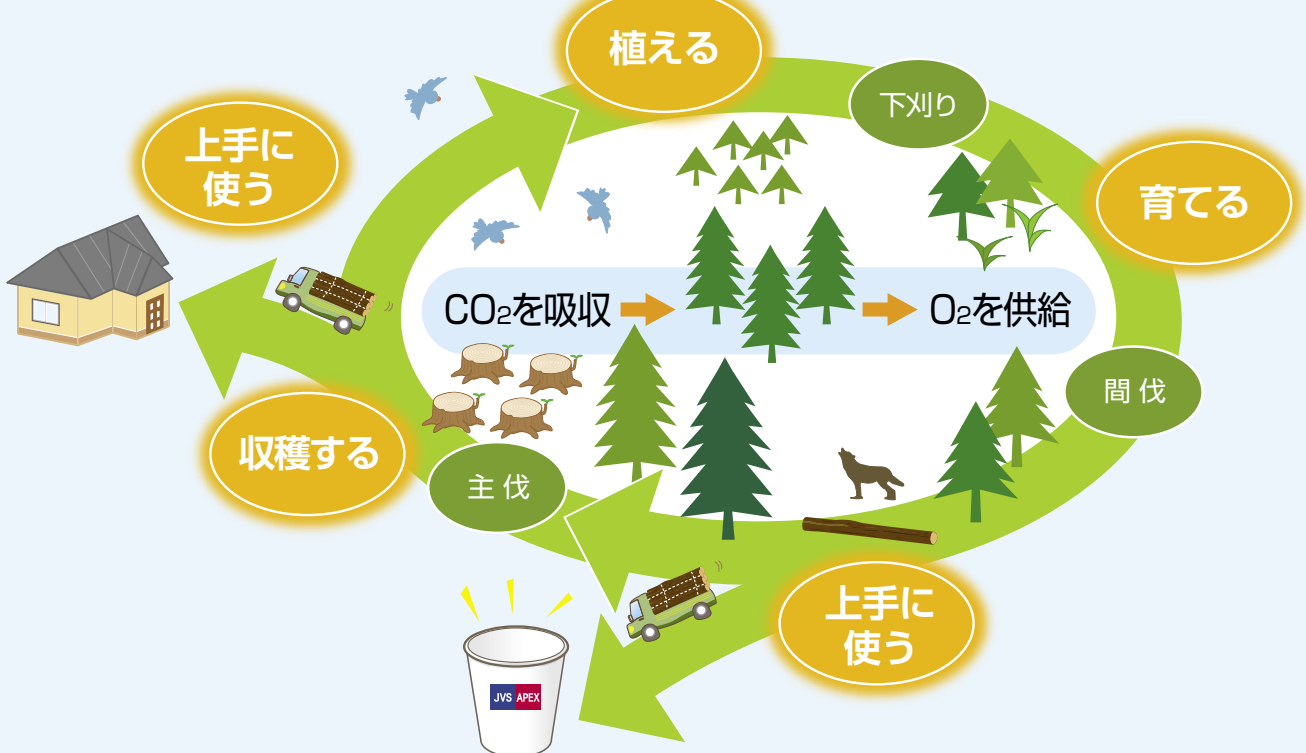 植える
下刈り
上手に
使う
育てる
CO₂を吸収
O₂を供給
間伐
収穫する
主伐
上手に
使う
JVS APEX